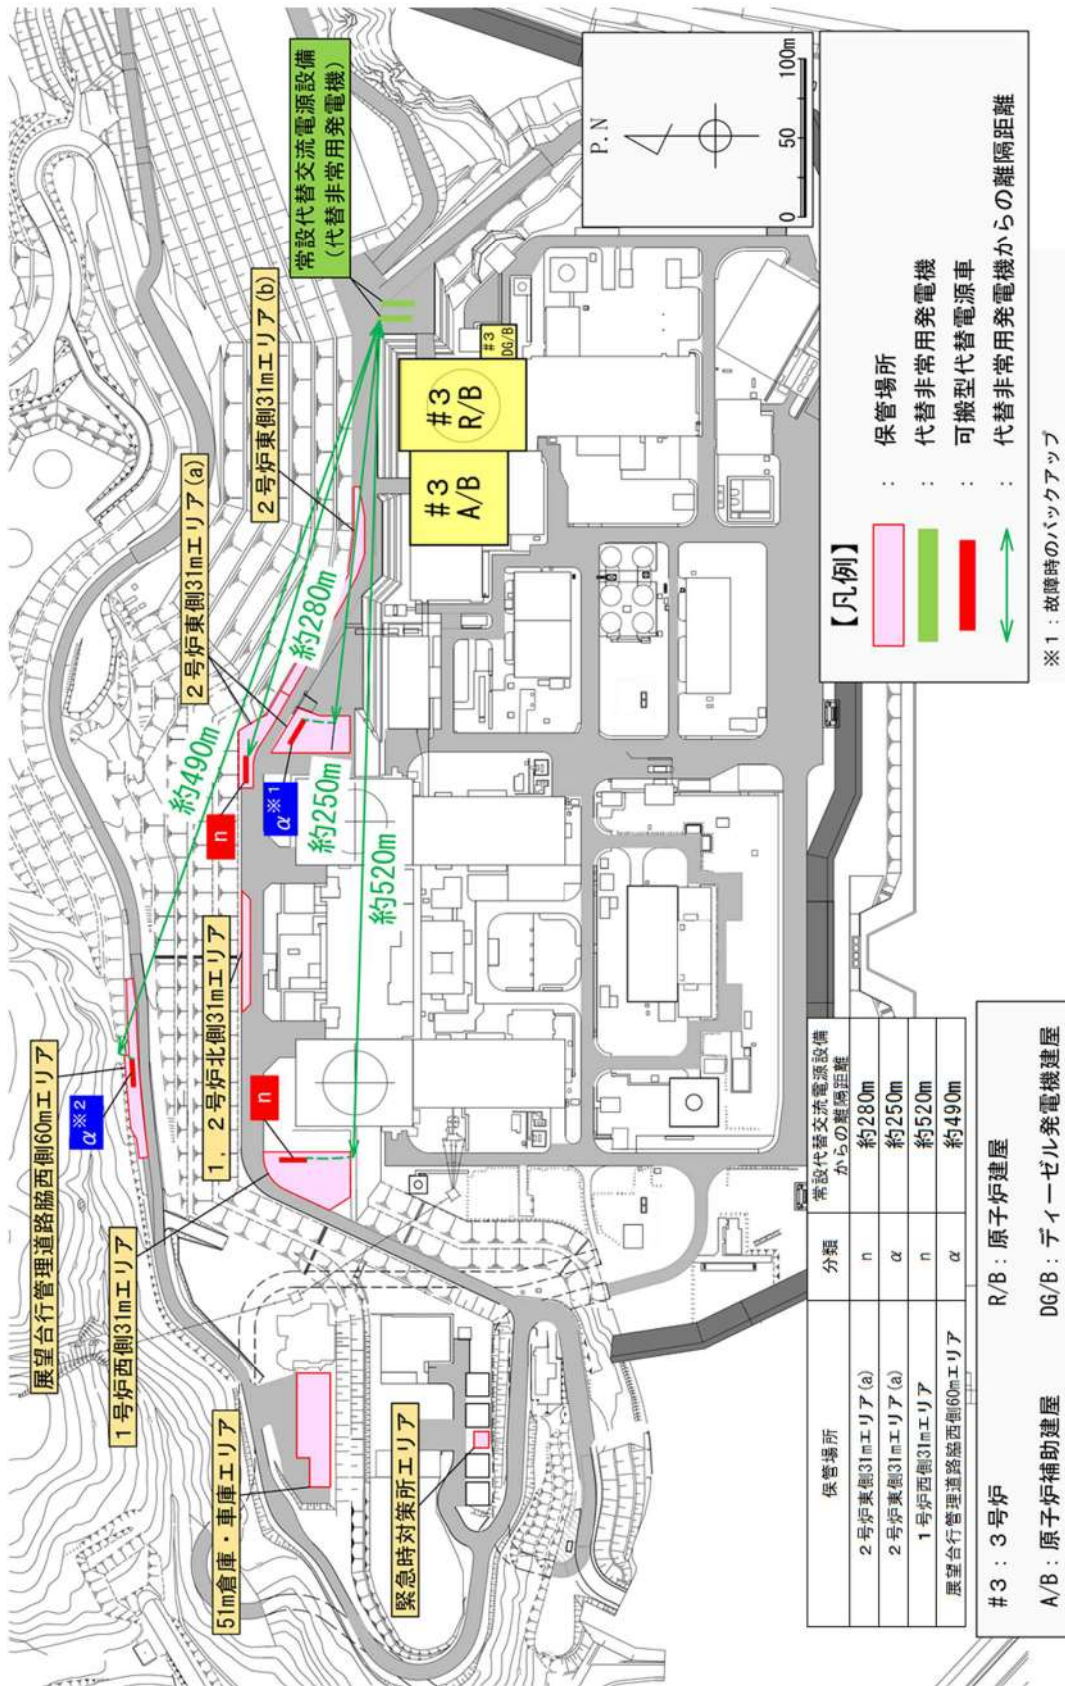 展望台行管理道路脇西側60mエリア
α※2
1号炉西側31mエリア
51m倉庫・車庫エリア
緊急時対策所エリア
1，2号炉北側31mエリア
n
n
α※1
2号炉東側31mエリア(a)
2号炉東側31mエリア(b)
常設代替交流電源設備
(代替非常用発電機)
約490m
約280m
約250m
約520m
#3
A/B
#3
R/B
#3
DG/B
P.N
0 50 100m
【凡例】
： 保管場所
： 代替非常用発電機
： 可搬型代替電源車
： 代替非常用発電機からの離隔距離
※1：故障時のバックアップ
保管場所 分類 常設代替交流電源設備
からの離隔距離
2号炉東側31mエリア(a) n 約280m
2号炉東側31mエリア(a) α 約250m
1号炉西側31mエリア n 約520m
展望台行管理道路脇西側60mエリア α 約490m
#3：3号炉 R/B：原子炉建屋
A/B：原子炉補助建屋 DG/B：ディーゼル発電機建屋